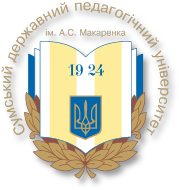 Сумський державний педагогічний університет
ім. А.С. Макаренка
19 24